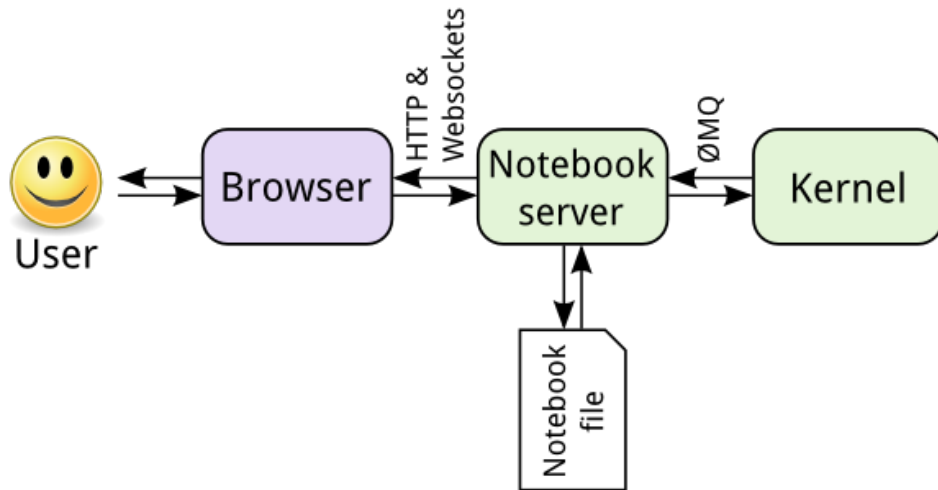 User
Browser
HTTP &
Websockets
Notebook
server
ØMQ
Kernel
Notebook
file